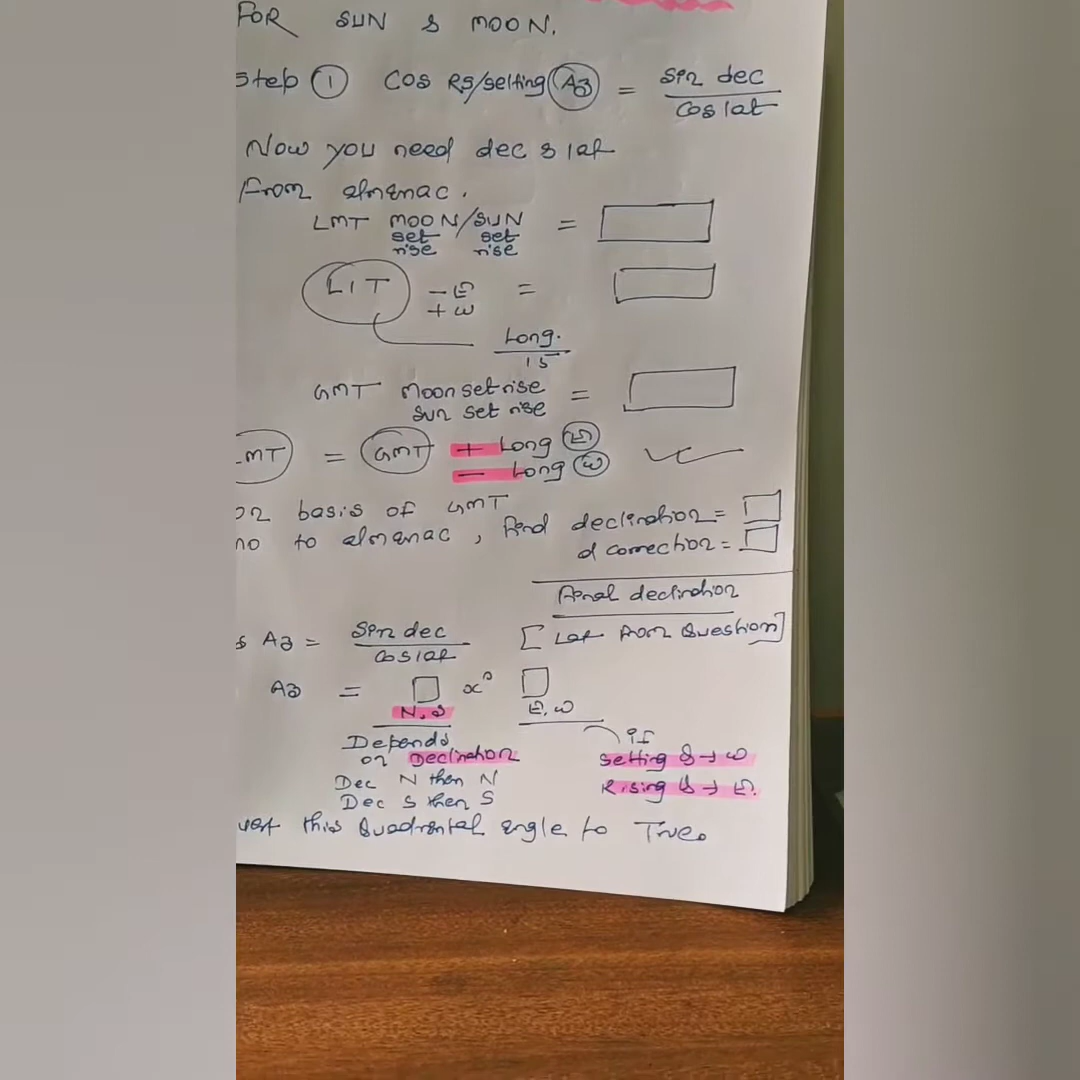 FOR SUN & MOON.
Step ① Cos RS/setting Az = sin dec / cos lat
Now you need dec & lat
from almanac.
LMT MOON/SUN =
set set
rise rise
LIT - E =
+ W
Long.
15
GMT Moon set rise =
sun set rise
LMT = GMT + Long E
- Long W
on basis of GMT
to almanac, find declination =
d correction =
Final declination
Az = sin dec / cos lat [Lat from Question]
Az = x°
N, S E, W
Depends
on Declination
if
setting → W
Rising → E.
Dec N then N
Dec S then S
this Quadrental angle to True.